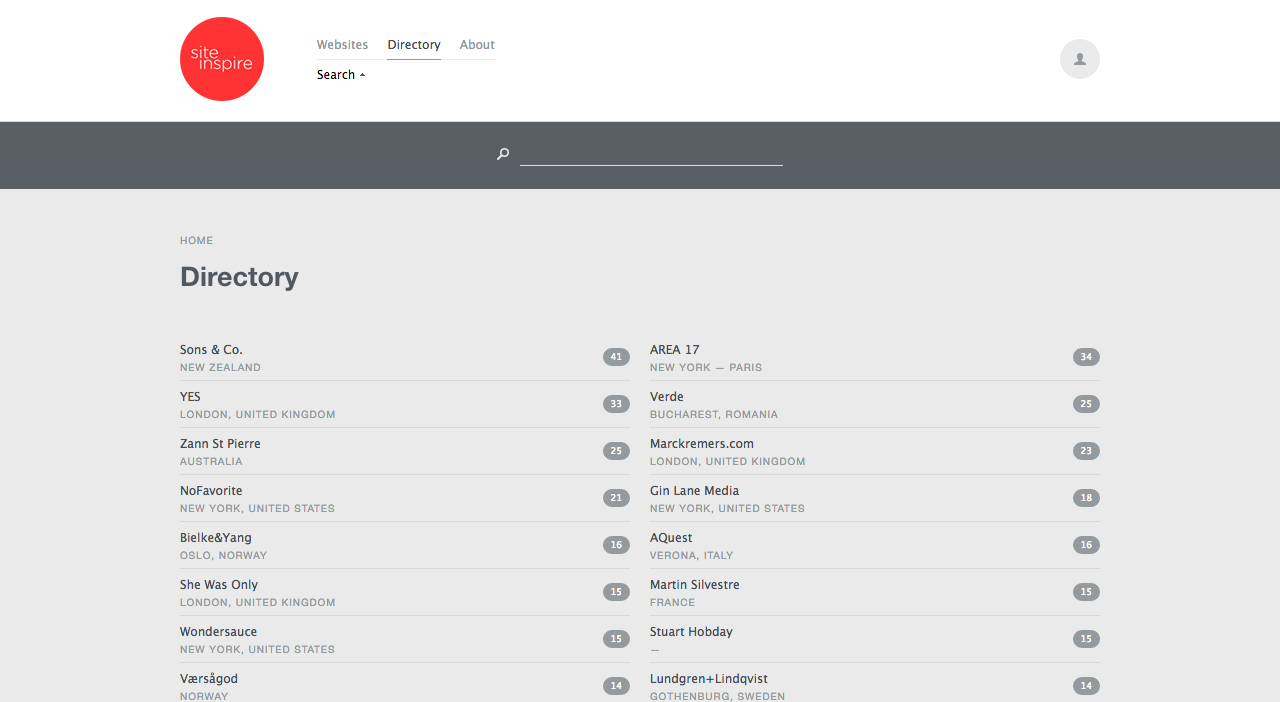 site
inspire
Websites Directory About
Search
HOME
Directory
Sons & Co. 41
NEW ZEALAND
AREA 17 34
NEW YORK — PARIS
YES 33
LONDON, UNITED KINGDOM
Verde 25
BUCHAREST, ROMANIA
Zann St Pierre 25
AUSTRALIA
Marckremers.com 23
LONDON, UNITED KINGDOM
NoFavorite 21
NEW YORK, UNITED STATES
Gin Lane Media 18
NEW YORK, UNITED STATES
Bielke&Yang 16
OSLO, NORWAY
AQuest 16
VERONA, ITALY
She Was Only 15
LONDON, UNITED KINGDOM
Martin Silvestre 15
FRANCE
Wondersauce 15
NEW YORK, UNITED STATES
Stuart Hobday 15
—
Værsågod 14
NORWAY
Lundgren+Lindqvist 14
GOTHENBURG, SWEDEN